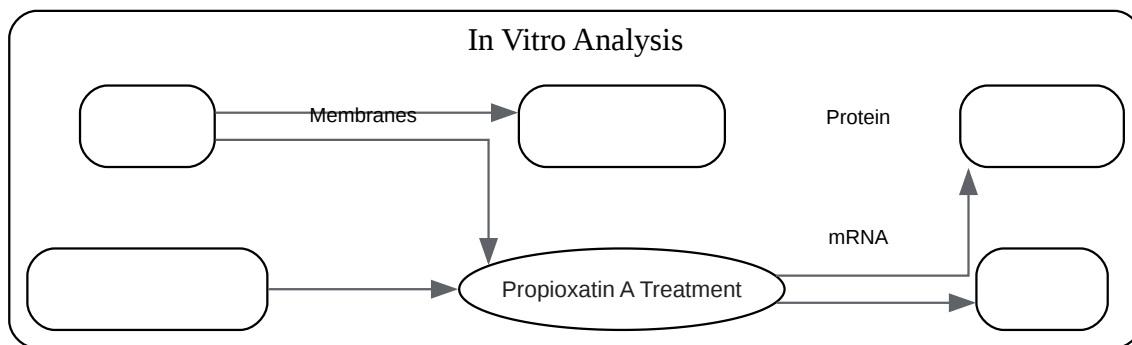 In Vitro Analysis
Membranes
Protein
mRNA
Propioxatin A Treatment